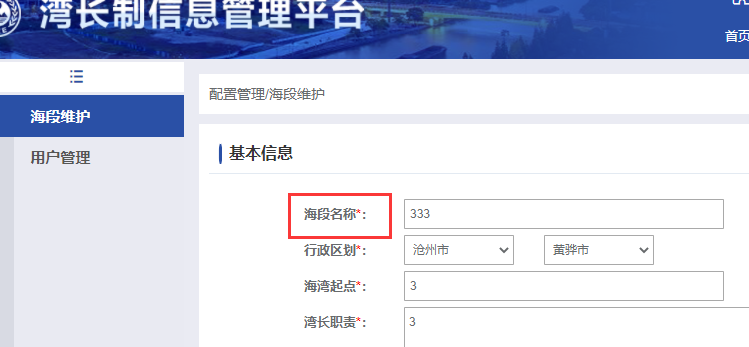 湾长制信息管理平台
首页
配置管理/海段维护
海段维护
用户管理
基本信息
海段名称*: 333
行政区划*: 沧州市 黄骅市
海湾起点*: 3
湾长职责*: 3